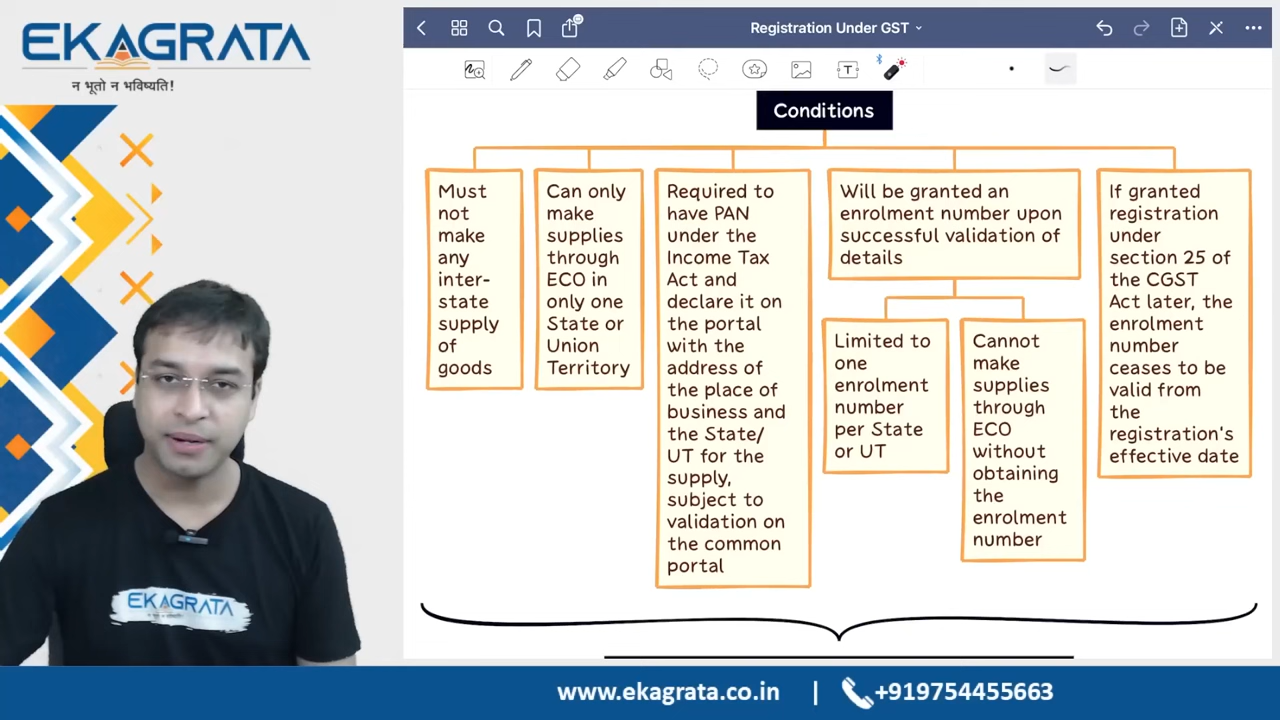 EKAGRATA
न भूतो न भविष्यति!
Registration Under GST
T
Conditions
Must
not
make
any
inter-
state
supply
of
goods
Can only
make
supplies
through
ECO in
only one
State or
Union
Territory
Required to
have PAN
under the
Income Tax
Act and
declare it on
the portal
with the
address of
the place of
business and
the State/
UT for the
supply,
subject to
validation on
the common
portal
Will be granted an
enrolment number upon
successful validation of
details
Limited to
one
enrolment
number
per State
or UT
Cannot
make
supplies
through
ECO
without
obtaining
the
enrolment
number
If granted
registration
under
section 25 of
the CGST
Act later, the
enrolment
number
ceases to be
valid from
the
registration's
effective date
EKAGRATA
न भूतो न भविष्यति!
www.ekagrata.co.in | +919754455663